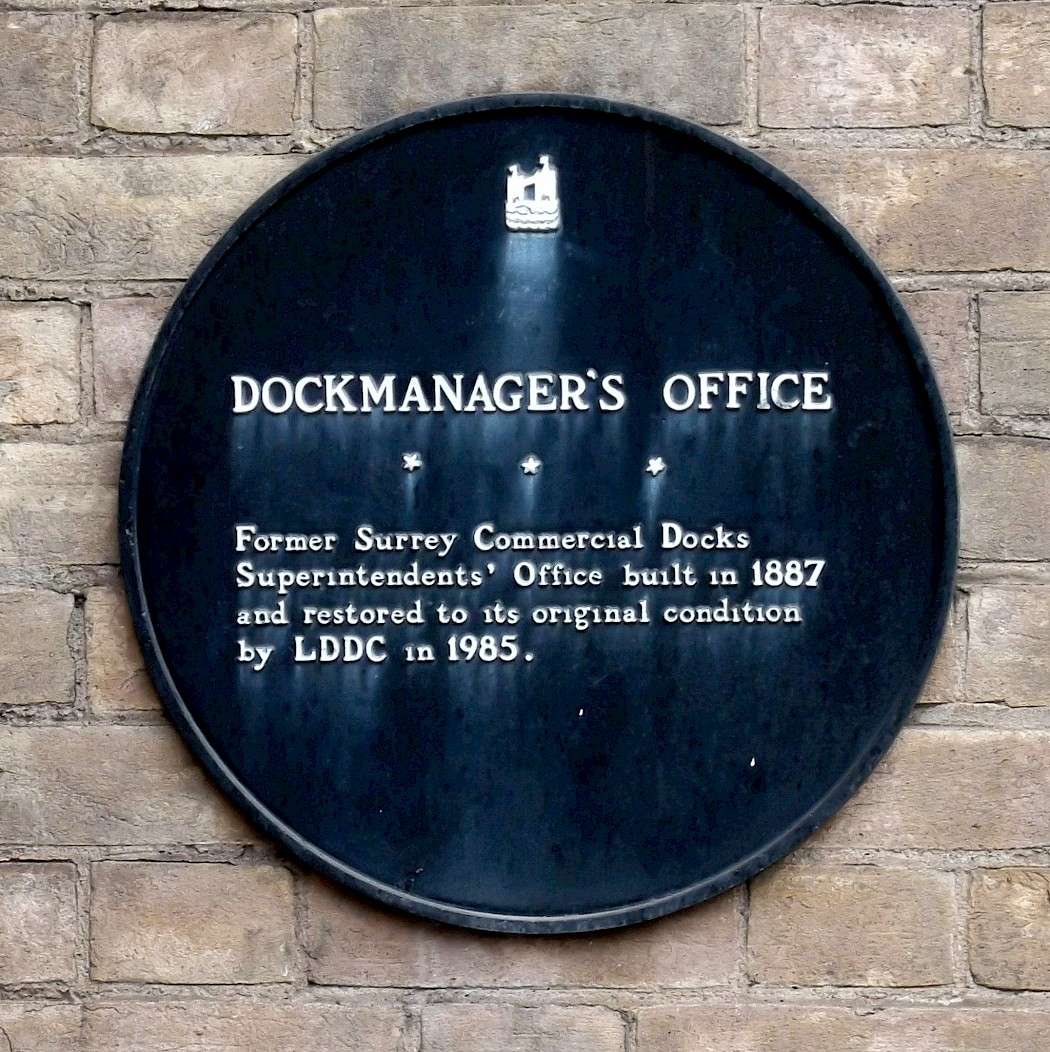 DOCKMANAGER'S OFFICE
Former Surrey Commercial Docks
Superintendents' Office built in 1887
and restored to its original condition
by LDDC in 1985.